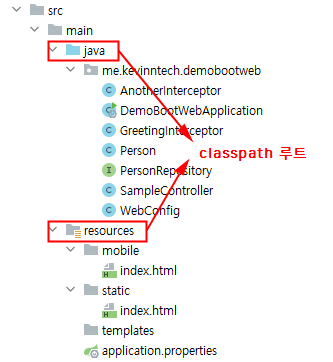 src
main
java
me.kevinntech.demobootweb
AnotherInterceptor
DemoBootWebApplication
GreetingInterceptor
classpath 루트
Person
PersonRepository
SampleController
WebConfig
resources
mobile
index.html
static
index.html
templates
application.properties